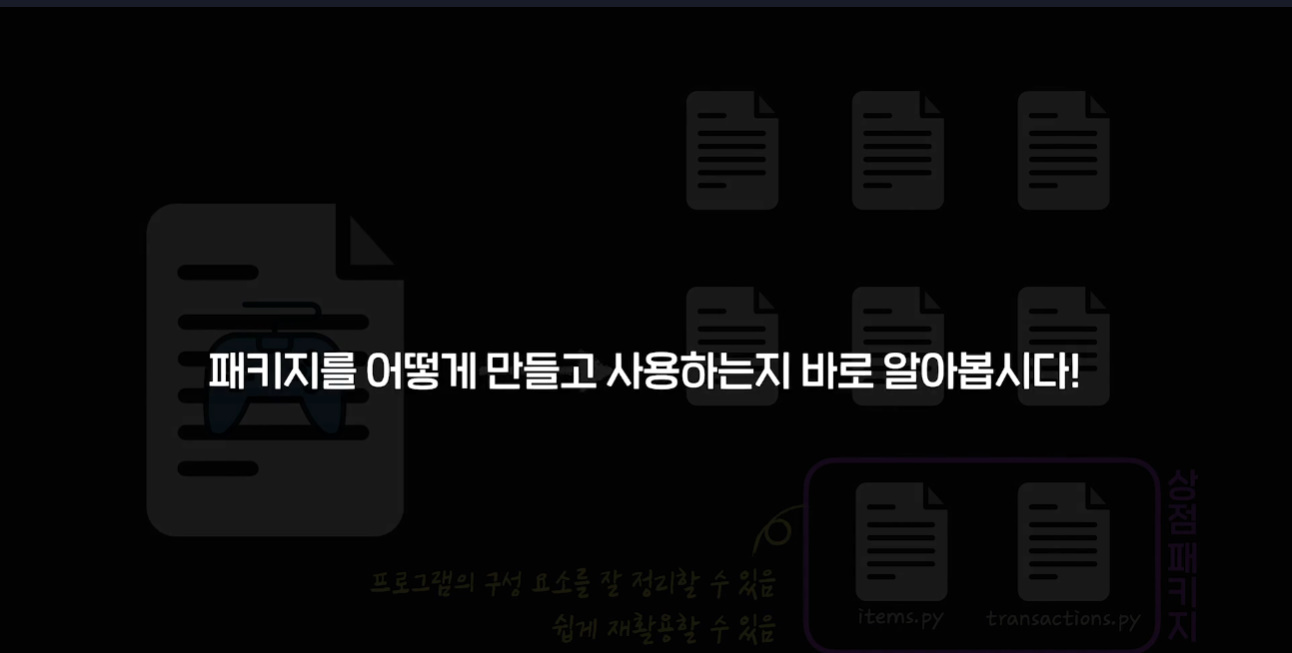 패키지를 어떻게 만들고 사용하는지 바로 알아봅시다!
상점 패키지
프로그램의 구성 요소를 잘 정리할 수 있음
쉽게 재활용할 수 있음
items.py
transactions.py